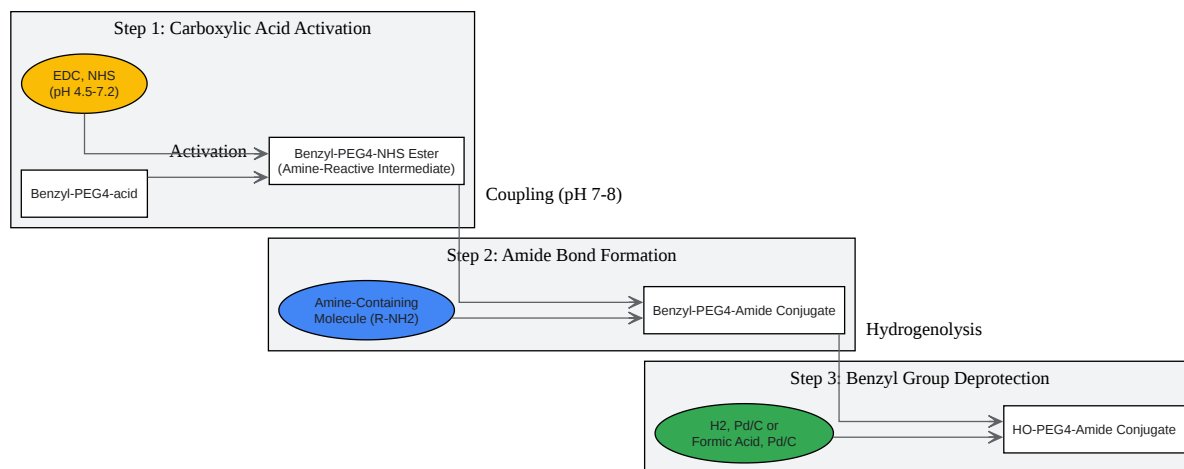 Step 1: Carboxylic Acid Activation
EDC, NHS
(pH 4.5-7.2)
Activation
Benzyl-PEG4-NHS Ester
(Amine-Reactive Intermediate)
Benzyl-PEG4-acid
Coupling (pH 7-8)
Step 2: Amide Bond Formation
Amine-Containing
Molecule (R-NH2)
Benzyl-PEG4-Amide Conjugate
Hydrogenolysis
Step 3: Benzyl Group Deprotection
H2, Pd/C or
Formic Acid, Pd/C
HO-PEG4-Amide Conjugate